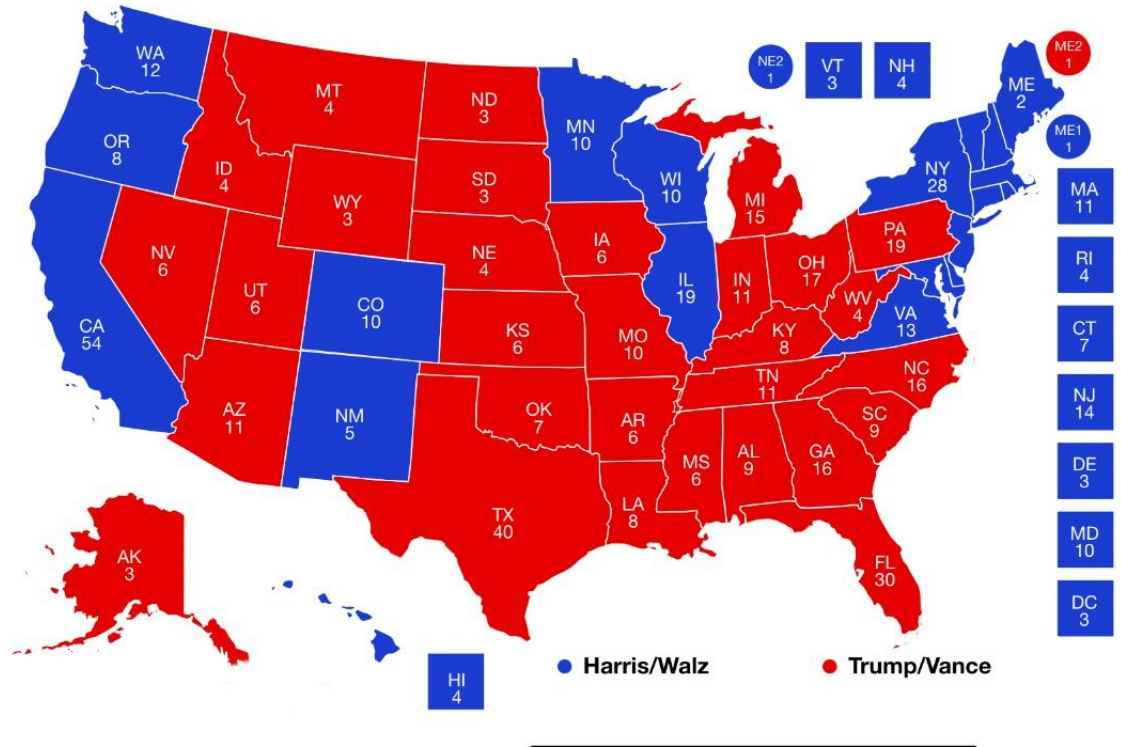 WA
12
OR
8
CA
54
NV
6
ID
4
MT
4
WY
3
UT
6
AZ
11
CO
10
NM
5
ND
3
SD
3
NE
4
KS
6
OK
7
TX
40
MN
10
IA
6
MO
10
AR
6
LA
8
WI
10
IL
19
MS
6
MI
15
IN
11
KY
8
TN
11
AL
9
OH
17
WV
4
GA
16
FL
30
SC
9
NC
16
VA
13
PA
19
NY
28
ME
2
NE2
1
VT
3
NH
4
ME2
1
ME1
1
MA
11
RI
4
CT
7
NJ
14
DE
3
MD
10
DC
3
AK
3
HI
4
Harris/Walz
Trump/Vance